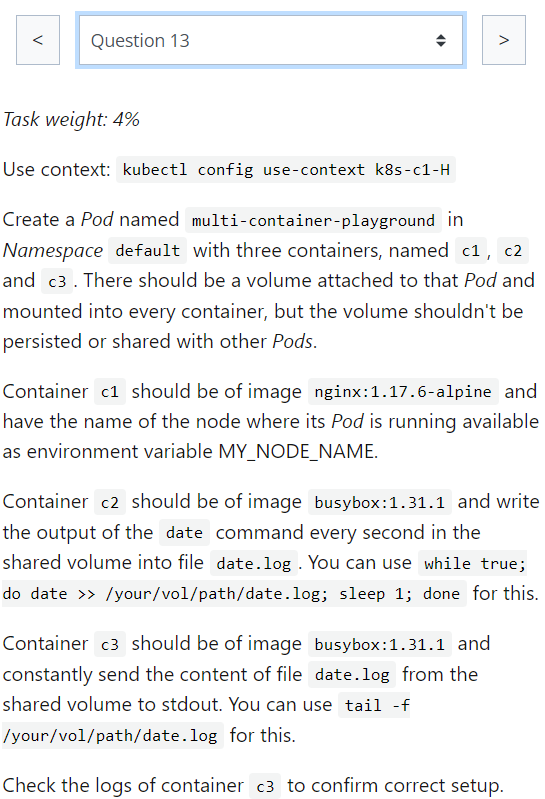 <
Question 13
>
Task weight: 4%
Use context: kubectl config use-context k8s-c1-H
Create a Pod named multi-container-playground in
Namespace default with three containers, named c1, c2
and c3. There should be a volume attached to that Pod and
mounted into every container, but the volume shouldn't be
persisted or shared with other Pods.
Container c1 should be of image nginx:1.17.6-alpine and
have the name of the node where its Pod is running available
as environment variable MY_NODE_NAME.
Container c2 should be of image busybox:1.31.1 and write
the output of the date command every second in the
shared volume into file date.log. You can use while true;
do date >> /your/vol/path/date.log; sleep 1; done for this.
Container c3 should be of image busybox:1.31.1 and
constantly send the content of file date.log from the
shared volume to stdout. You can use tail -f
/your/vol/path/date.log for this.
Check the logs of container c3 to confirm correct setup.